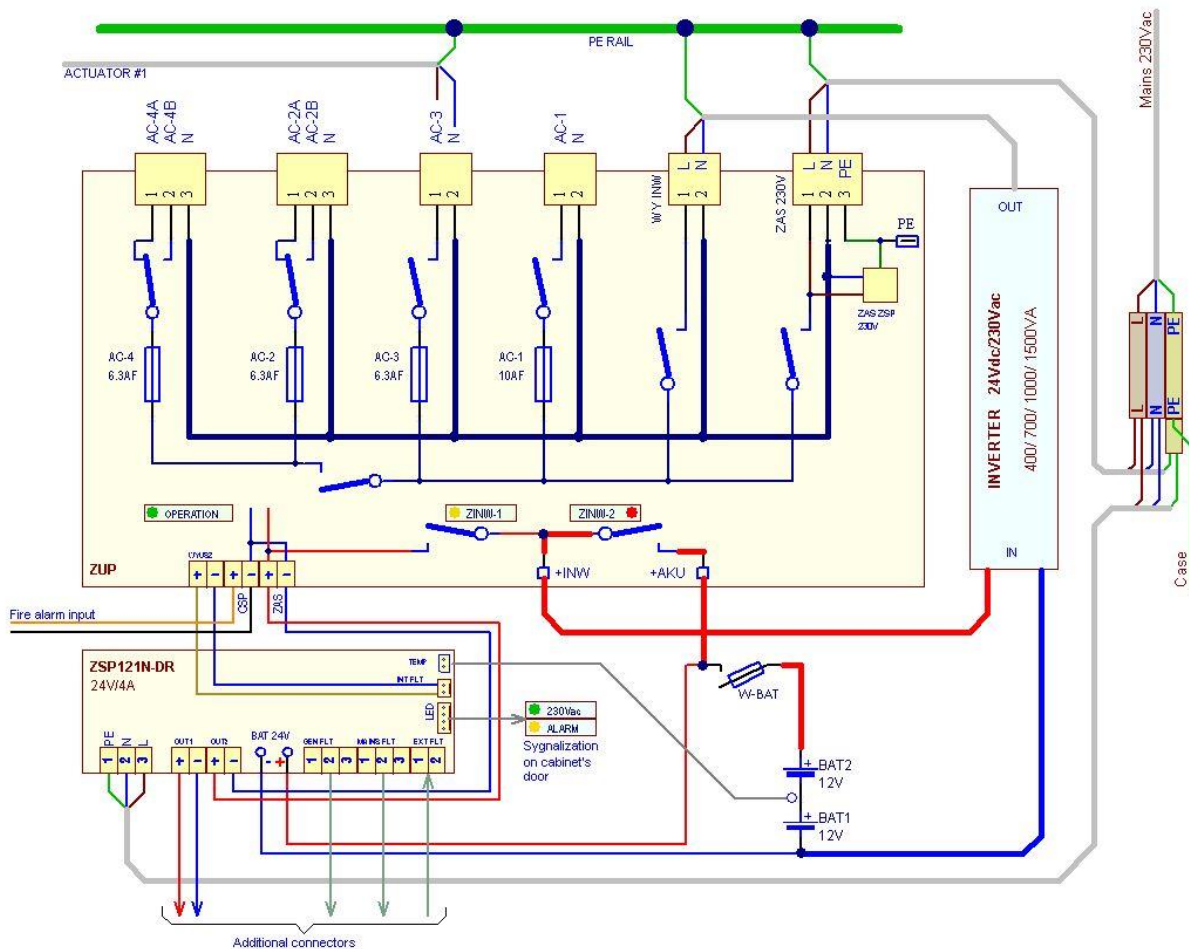 PE RAIL
Mains 230Vac
ACTUATOR #1
AC-4A
AC-4B
N
AC-2A
AC-2B
N
AC-3
N
AC-1
N
L
N
L
N
PE
1 2 3
1 2 3
1 2
1 2
WY INW
1 2
ZAS 230V
1 2 3
PE
OUT
ZAS ZSP
230V
AC-4
6.3AF
AC-2
6.3AF
AC-3
6.3AF
AC-1
10AF
INVERTER 24Vdc/230Vac
400/ 700/ 1000/ 1500VA
L
N
PE
L
N
PE
OPERATION
ZINW-1
ZINW-2
IN
Case
+INW
+AKU
ZUP
+ - + - + -
CSP
ZAS
Fire alarm input
ZSP121N-DR
24V/4A
TEMP
INT FLT
LED
230Vac
ALARM
Sygnalization
on cabinet's
door
W-BAT
PE
N
L
OUT1
OUT2
BAT 24V
GEN FLT
MAINS FLT
EXT FLT
1 2 3
+ -
+ -
- +
1 2 3
1 2 3
1 2
+ BAT2
12V
+ BAT1
12V
Additional connectors